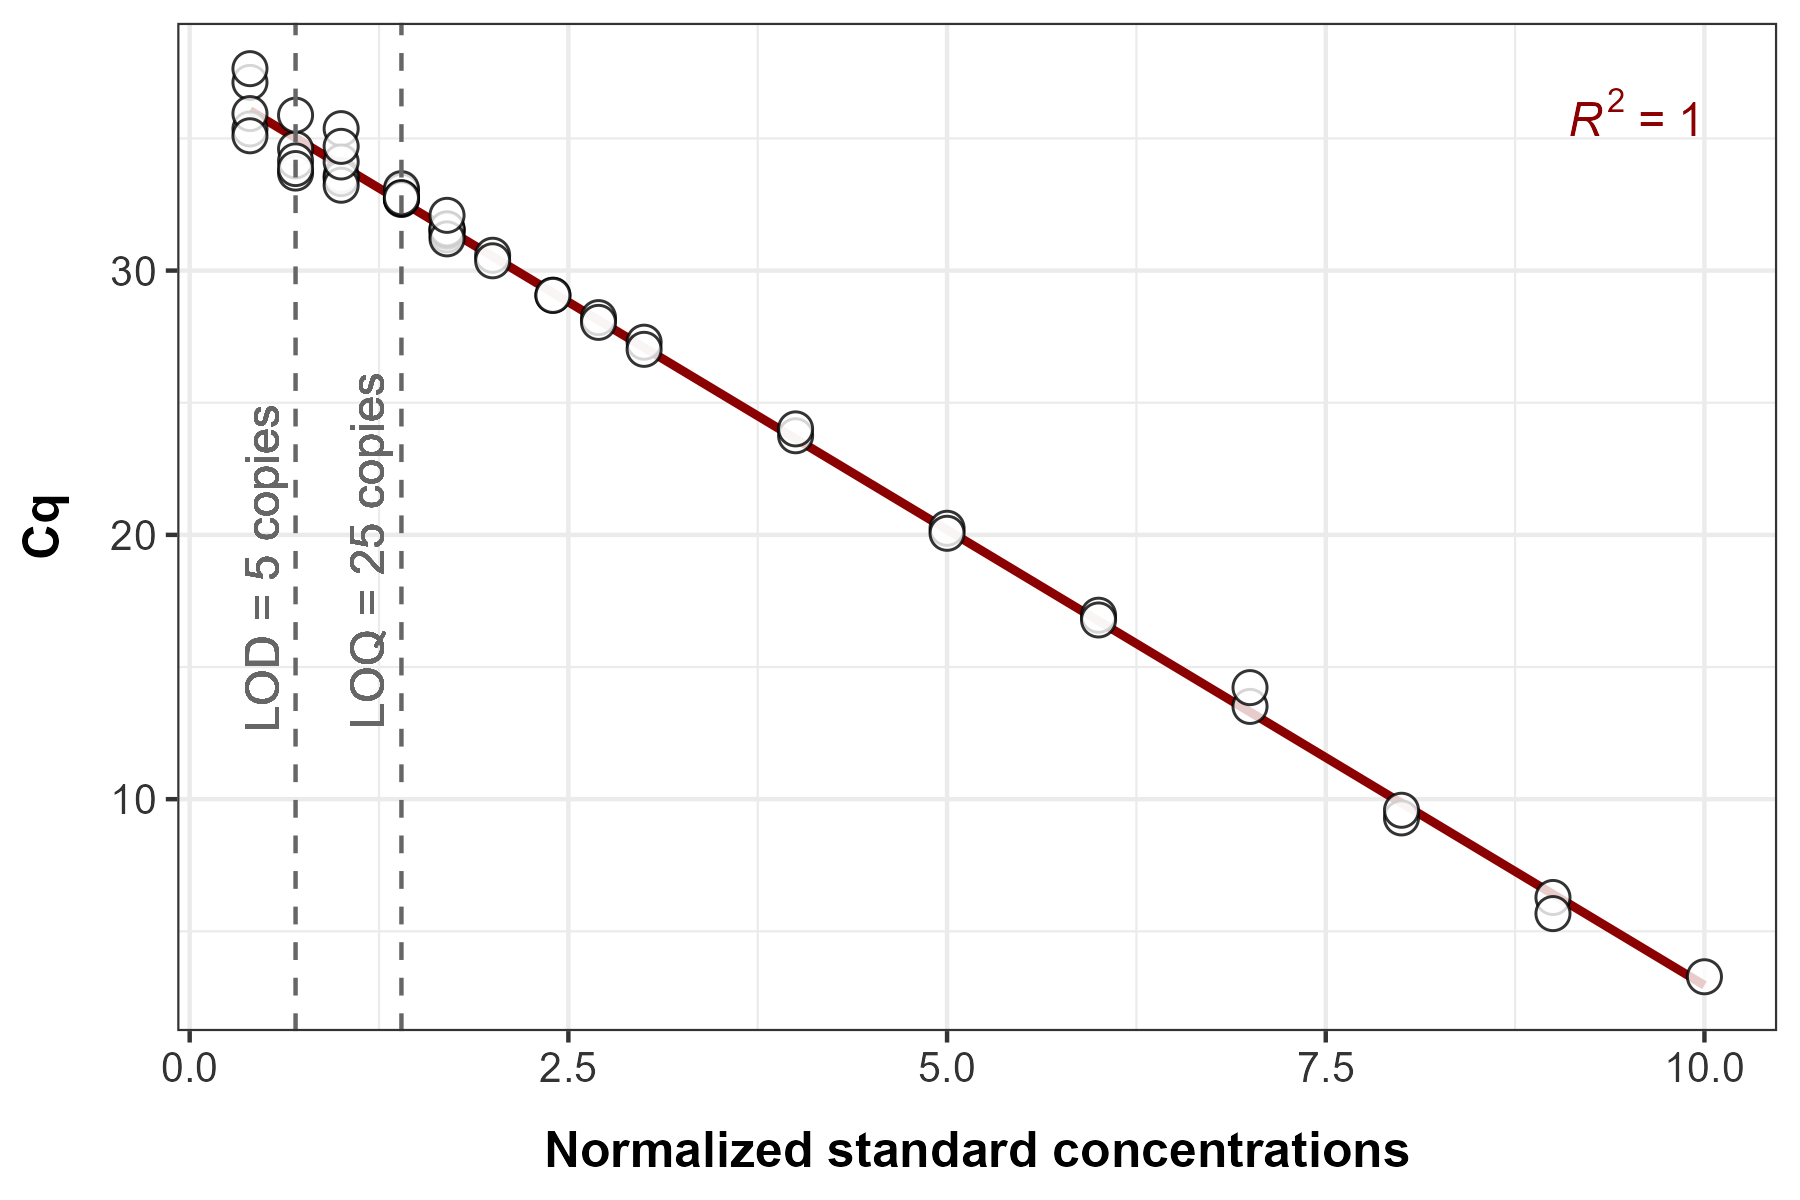 R² = 1
LOD = 5 copies
LOQ = 25 copies
Cq
30
20
10
0.0
2.5
5.0
7.5
10.0
Normalized standard concentrations